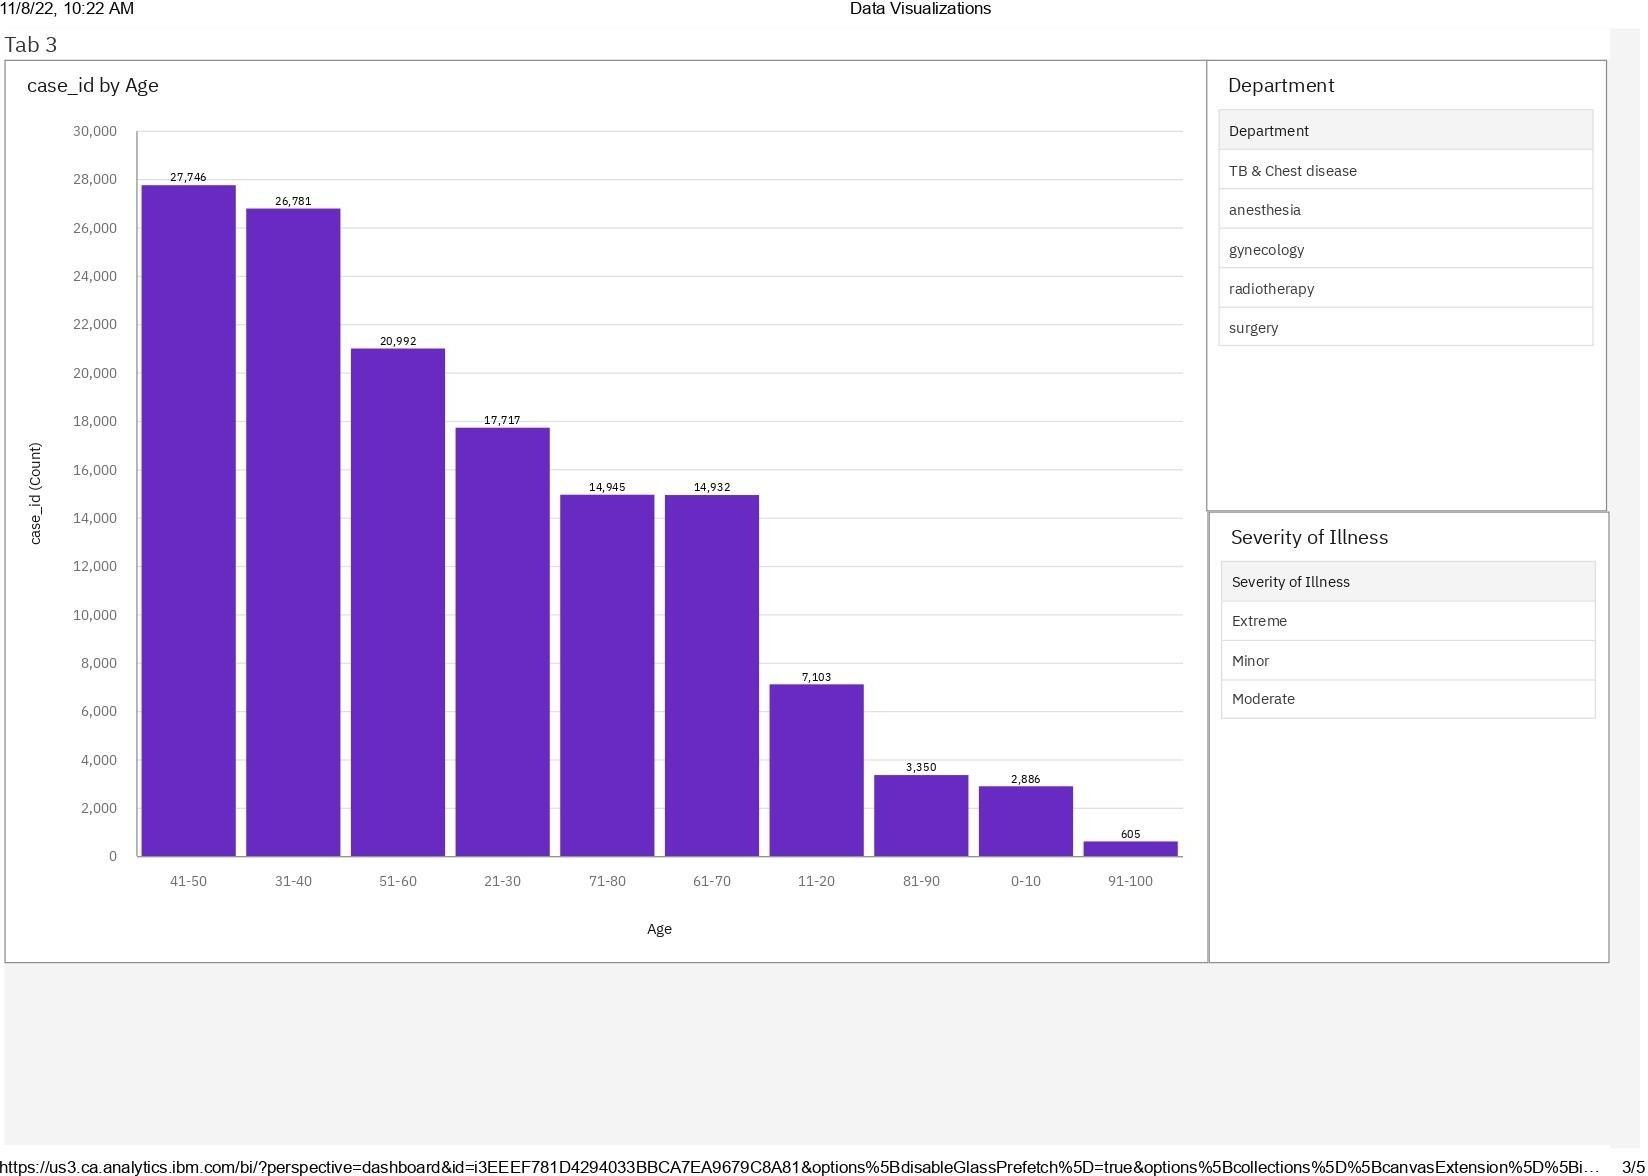 11/8/22, 10:22 AM
Data Visualizations
Tab 3
case_id by Age
30,000
28,000
26,000
24,000
22,000
20,000
18,000
16,000
14,000
12,000
10,000
8,000
6,000
4,000
2,000
0
case_id (Count)
27,746
26,781
20,992
17,717
14,945
14,932
7,103
3,350
2,886
605
41-50
31-40
51-60
21-30
71-80
61-70
11-20
81-90
0-10
91-100
Age
Department
Department
TB & Chest disease
anesthesia
gynecology
radiotherapy
surgery
Severity of Illness
Severity of Illness
Extreme
Minor
Moderate
https://us3.ca.analytics.ibm.com/bi/?perspective=dashboard&id=i3EEEF781D4294033BBCA7EA9679C8A81&options%5BdisableGlassPrefetch%5D=true&options%5Bcollections%5D%5BcanvasExtension%5D%5Bi…
3/5